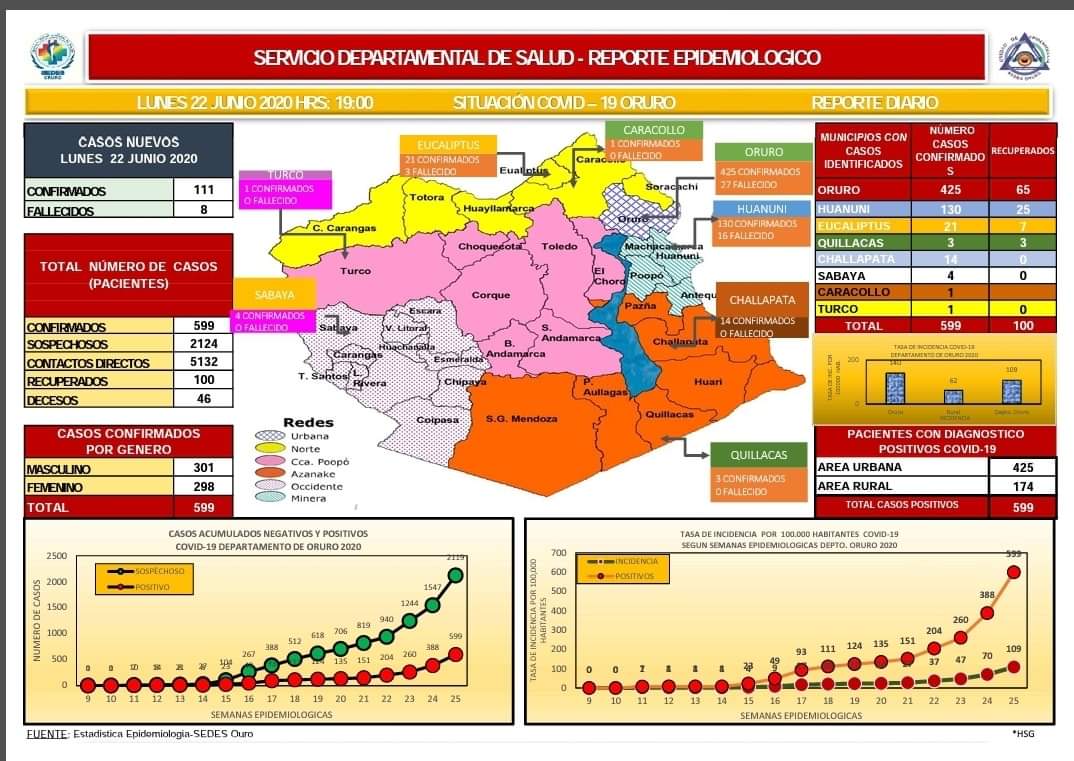 SERVICIO DEPARTAMENTAL DE SALUD - REPORTE EPIDEMIOLOGICO
LUNES 22 JUNIO 2020 HRS: 19:00 SITUACIÓN COVID – 19 ORURO REPORTE DIARIO
CASOS NUEVOS
LUNES 22 JUNIO 2020
CONFIRMADOS 111
FALLECIDOS 8
TOTAL NÚMERO DE CASOS
(PACIENTES)
CONFIRMADOS 599
SOSPECHOSOS 2124
CONTACTOS DIRECTOS 5132
RECUPERADOS 100
DECESOS 46
CASOS CONFIRMADOS
POR GENERO
MASCULINO 301
FEMENINO 298
TOTAL 599
EUCALIPTUS
21 CONFIRMADOS
3 FALLECIDO
CARACOLLO
1 CONFIRMADOS
0 FALLECIDO
ORURO
425 CONFIRMADOS
27 FALLECIDO
TURCO
1 CONFIRMADOS
O FALLECIDO
HUANUNI
130 CONFIRMADOS
16 FALLECIDO
SABAYA
4 CONFIRMADOS
O FALLECIDO
CHALLAPATA
14 CONFIRMADOS
O FALLECIDO
QUILLACAS
3 CONFIRMADOS
0 FALLECIDO
Soracachi
Totora
Huayllamarca
C. Carangas
Oruro
Choquecota
Toledo
Machacamarca
Huanuni
Turco
El
Choro
Poopó
Corque
Antequ
Pazña
Escara
Sabaya
V. Litoral
Huachanalla
S.
Andamarca
Challapata
Carangas
B.
Andamarca
Esmeralda
T. Santos
L.
Rivera
Chipaya
P.
Aullagas
Huari
Coipasa
S.G. Mendoza
Quillacas
Redes
Urbana
Norte
Cca. Poopó
Azanake
Occidente
Minera
MUNICIPIOS CON CASOS IDENTIFICADOS NÚMERO CASOS CONFIRMADO S RECUPERADOS
ORURO 425 65
HUANUNI 130 25
EUCALIPTUS 21 7
QUILLACAS 3 3
CHALLAPATA 14 0
SABAYA 4 0
CARACOLLO 1
TURCO 1 0
TOTAL 599 100
TASA DE INCIDENCIA COVID-19
DEPARTAMENTO DE ORURO 2020
TASA DE INC. POR 100000 HAB.
200
0
140
62
109
Oruro Rural Depto. Oruro
INCIDENCIA
PACIENTES CON DIAGNOSTICO
POSITIVOS COVID-19
AREA URBANA 425
AREA RURAL 174
TOTAL CASOS POSITIVOS 599
CASOS ACUMULADOS NEGATIVOS Y POSITIVOS
COVID-19 DEPARTAMENTO DE ORURO 2020
NUMERO DE CASOS
SOSPECHOSO
POSITIVO
2500
2000
1500
1000
500
0
104 267 388 512 618 706 819 940 1244 1547 2119
135 151 204 260 388 599
9 10 11 12 13 14 15 16 17 18 19 20 21 22 23 24 25
SEMANAS EPIDEMIOLOGICAS
TASA DE INCIDENCIA POR 100.000 HABITANTES COVID-19
SEGUN SEMANAS EPIDEMIOLOGICAS DEPTO. ORURO 2020
TASA DE INCIDENCIA POR 100,000 HABITANTES
INCIDENCIA
POSITIVOS
700
600
500
400
300
200
100
0
0 0 23 49 93 111 124 135 151 204 260 388 599
9 37 47 70 109
9 10 11 12 13 14 15 16 17 18 19 20 21 22 23 24 25
SEMANAS EPIDEMIOLOGICAS
FUENTE: Estadistica Epidemiologia-SEDES Ouro
*HSG